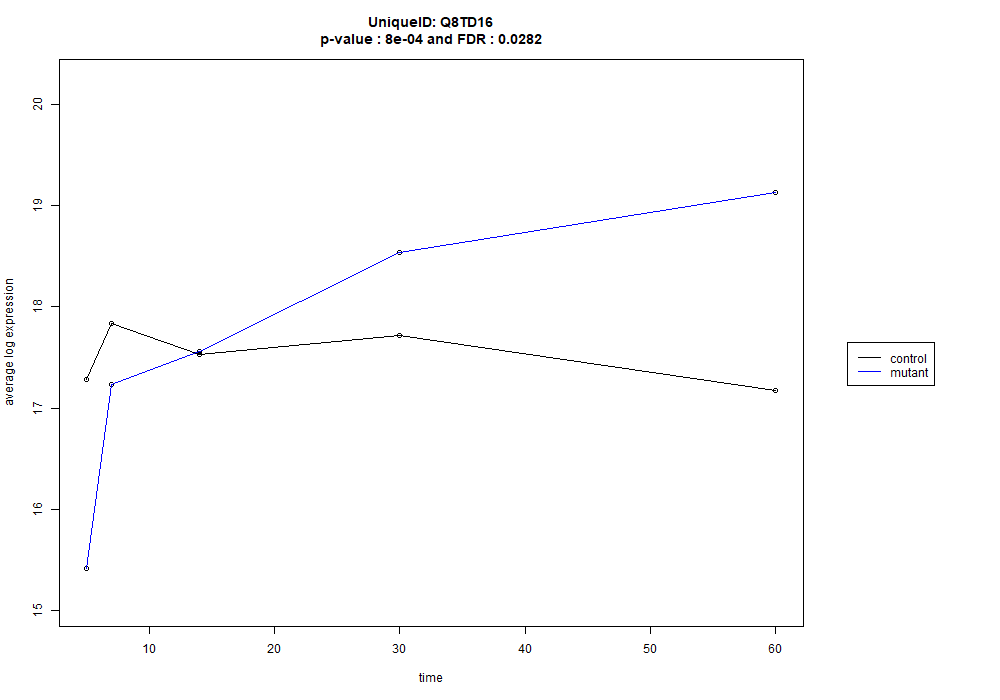 UniqueID: Q8TD16
p-value : 8e-04 and FDR : 0.0282
20
19
18
17
16
15
average log expression
10
20
30
40
50
60
time
control
mutant